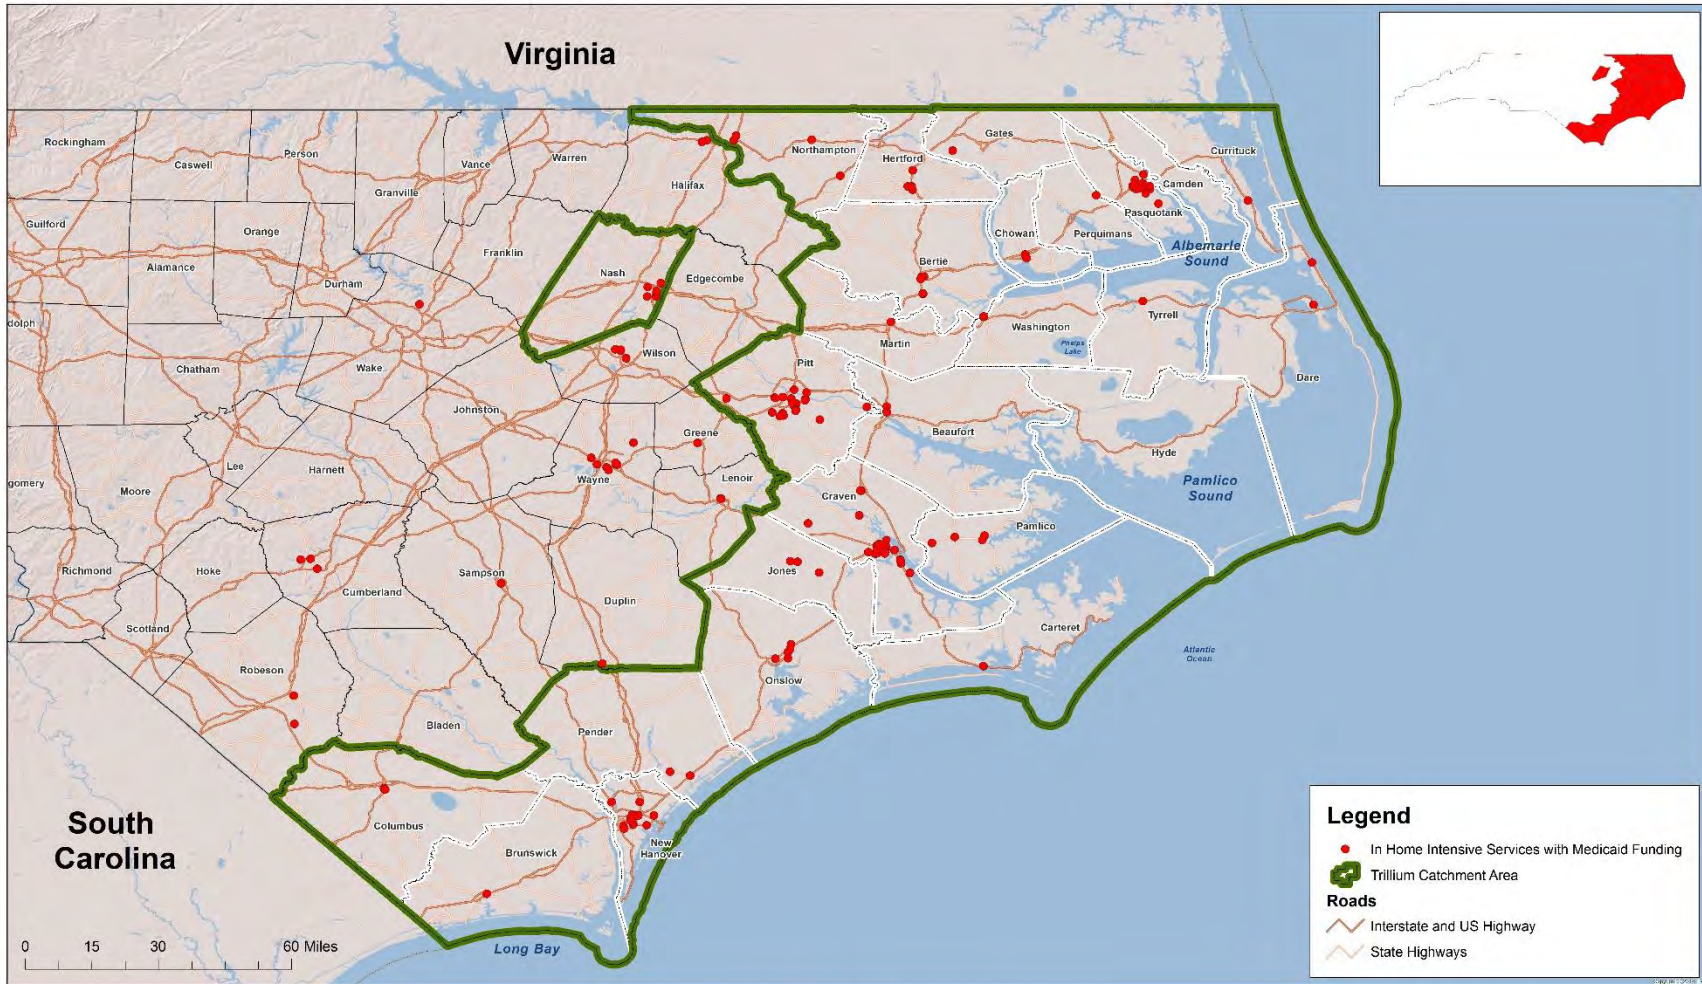 Virginia
Rockingham
Caswell
Person
Vance
Warren
Granville
Halifax
Northampton
Hertford
Gates
Currituck
Camden
Pasquotank
Guilford
Orange
Alamance
Durham
Franklin
Nash
Edgecombe
Bertie
Chowan
Perquimans
Albemarle
Sound
dolph
Chatham
Wake
Wilson
Pitt
Martin
Washington
Phelps
Lake
Tyrrell
Dare
Johnston
Greene
Beaufort
Hyde
gomery
Moore
Lee
Harnett
Wayne
Lenoir
Craven
Pamlico
Sound
Pamlico
Richmond
Hoke
Cumberland
Sampson
Duplin
Jones
Scotland
Robeson
Bladen
Pender
Onslow
Carteret
Atlantic
Ocean
South
Carolina
Columbus
Brunswick
New
Hanover
Long Bay
0 15 30 60 Miles
Legend
In Home Intensive Services with Medicaid Funding
Trillium Catchment Area
Roads
Interstate and US Highway
State Highways